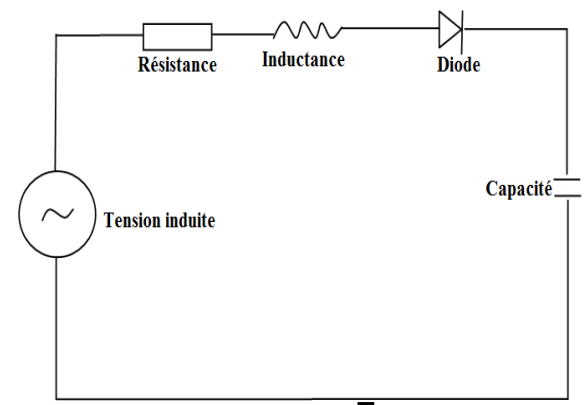 Résistance
Inductance
Diode
Capacité
Tension induite